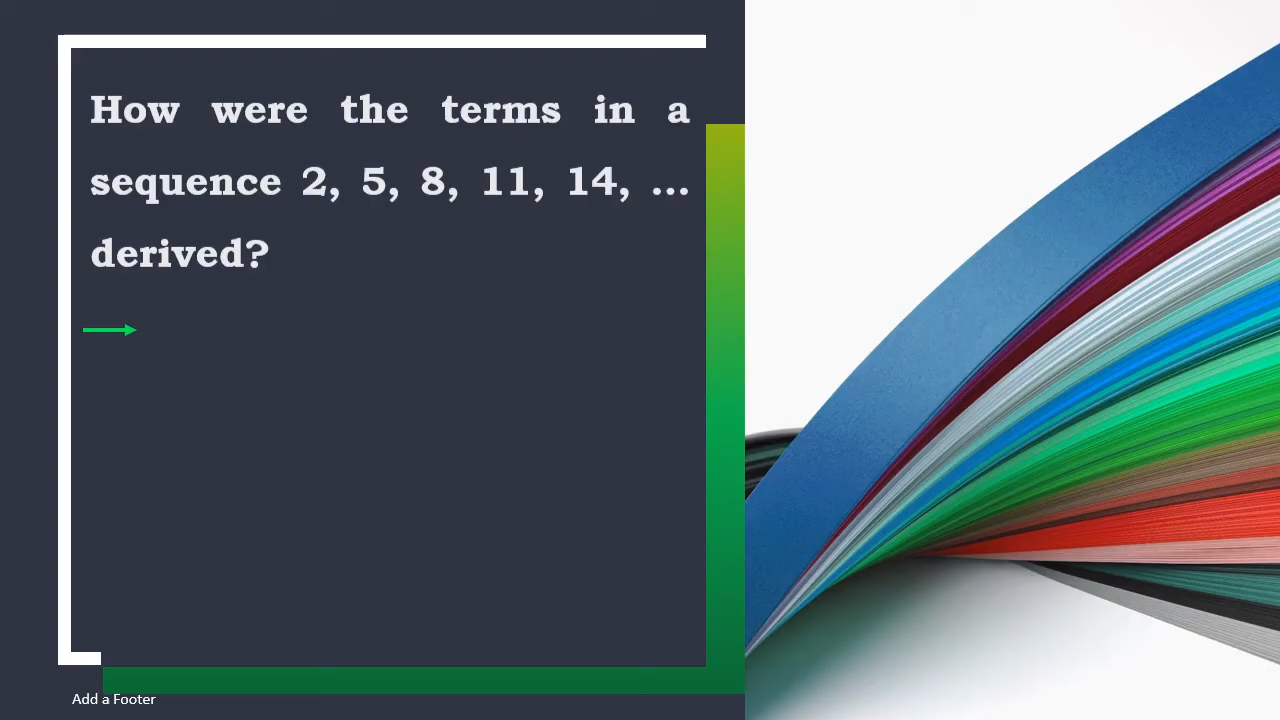 How were the terms in a
sequence 2, 5, 8, 11, 14, ...
derived?
Add a Footer